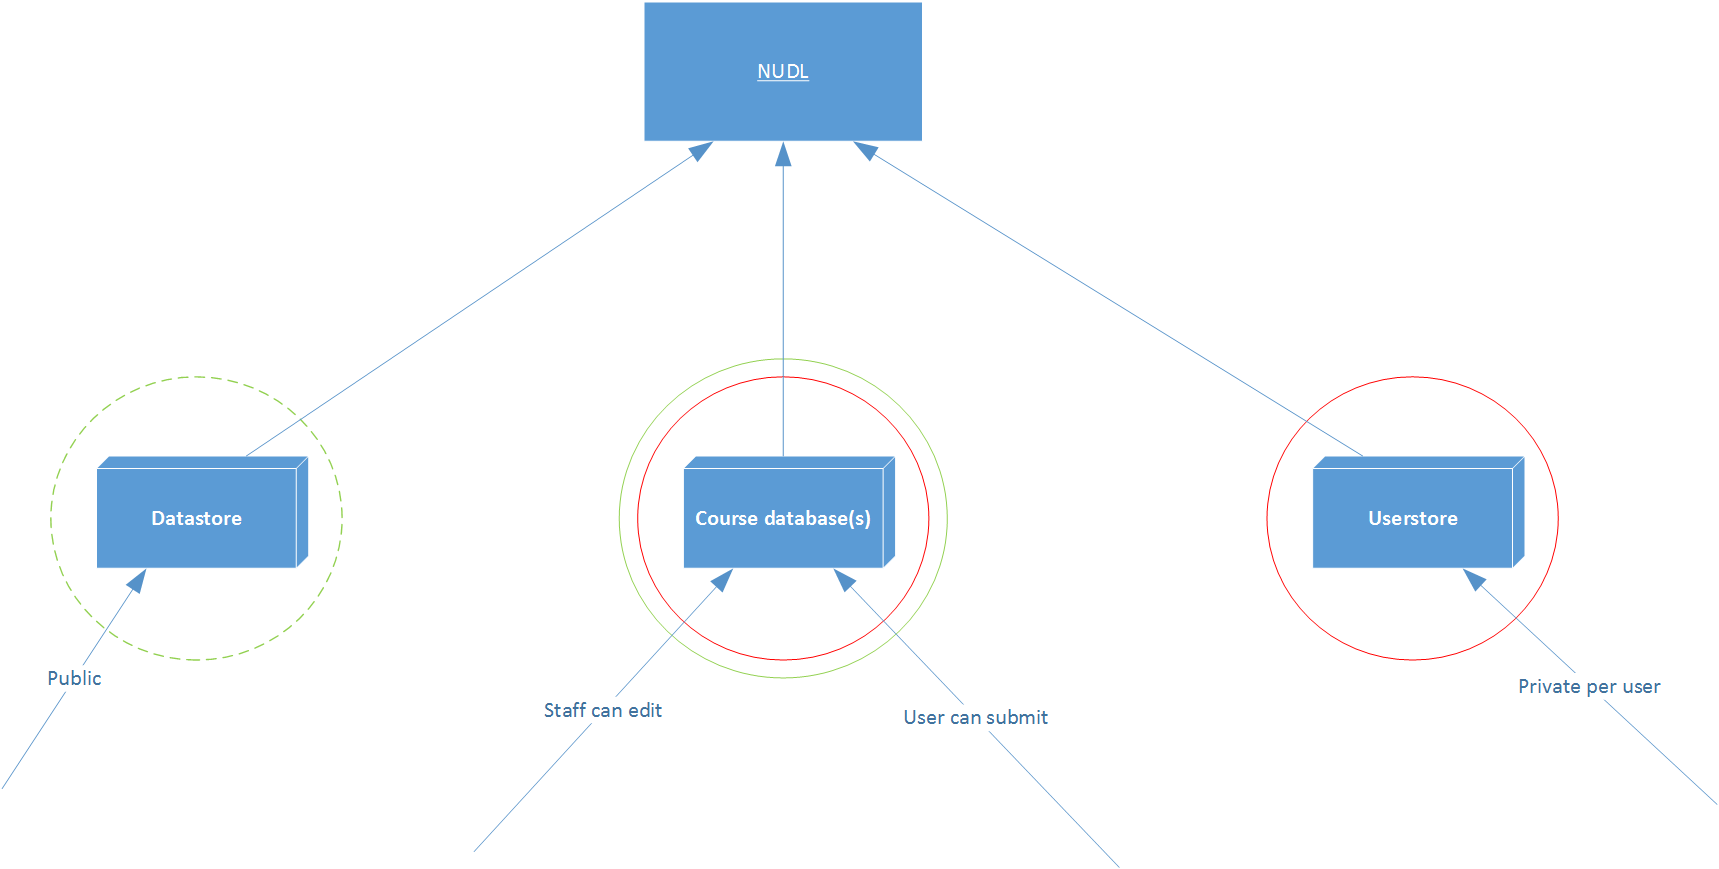 NUDL
Datastore
Course database(s)
Userstore
Public
Staff can edit
User can submit
Private per user